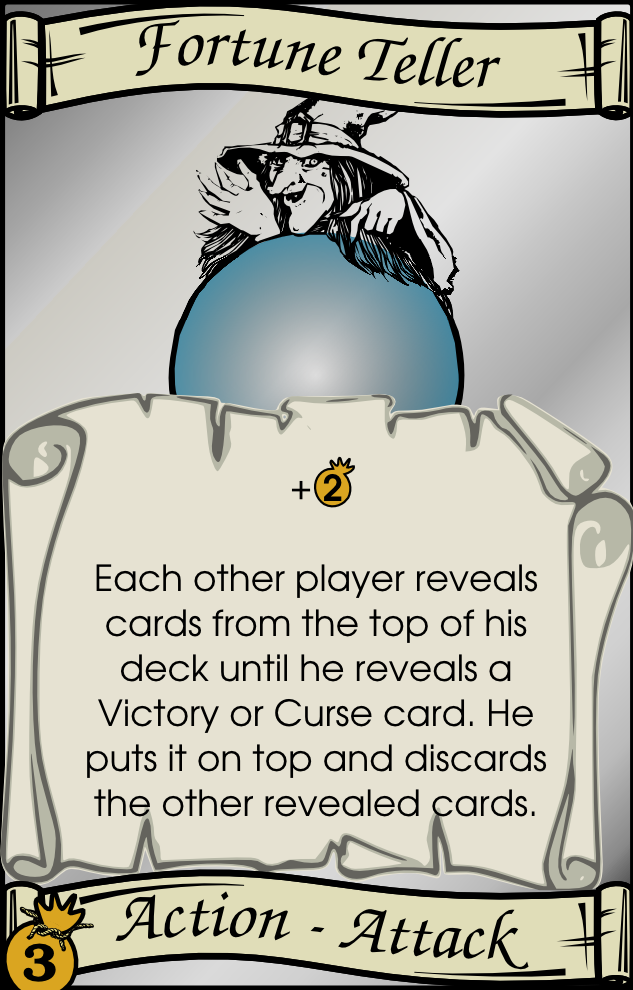 Fortune Teller
+2
Each other player reveals
cards from the top of his
deck until he reveals a
Victory or Curse card. He
puts it on top and discards
the other revealed cards.
Action - Attack
3